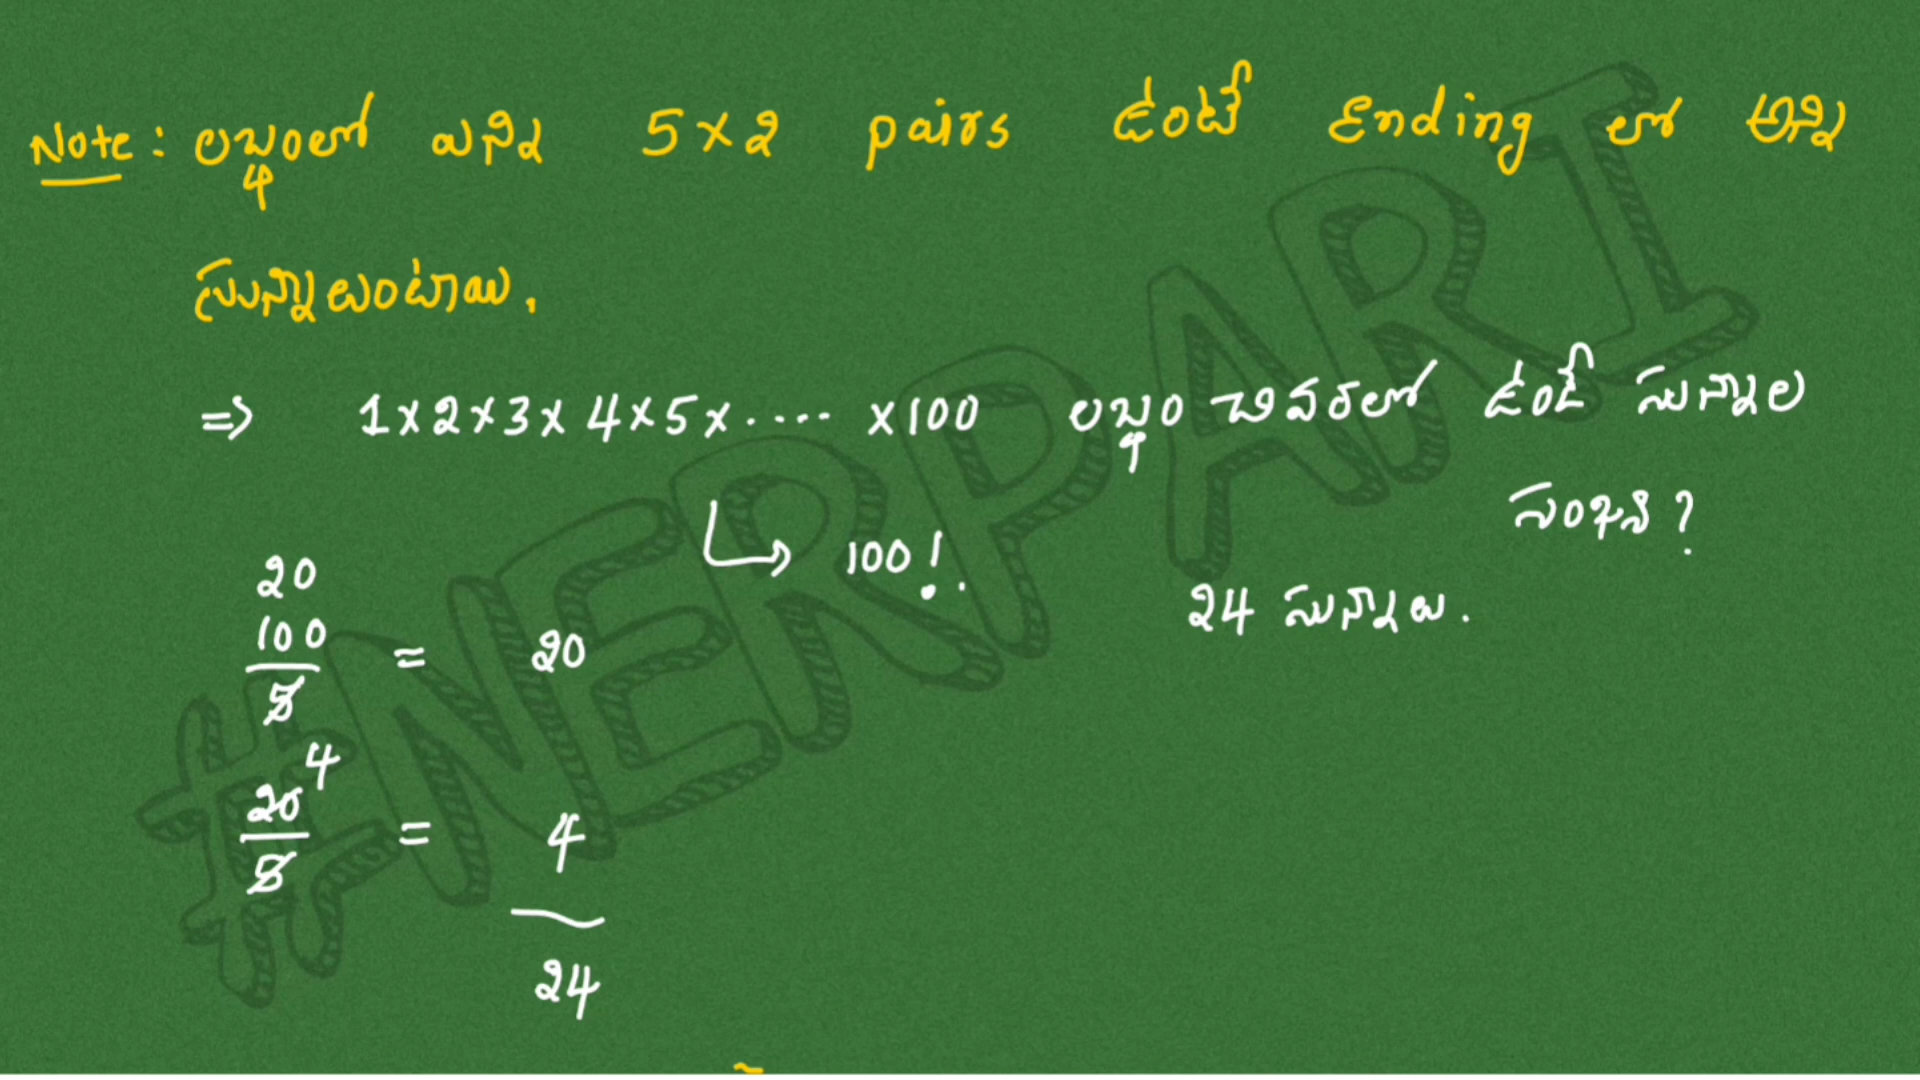 Note: లబ్ధంలో ఎన్ని 5×2 pairs ఉంటే Ending లో అన్ని
సున్నాలుంటాయి.
⇒ 1×2×3×4×5×.... ×100 లబ్ధం చివరలో ఉండే సున్నాల
సంఖ్య?
100!.
24 సున్నాలు.
20
100/5 = 20
4
20/5 = 4
24
#NERPARI